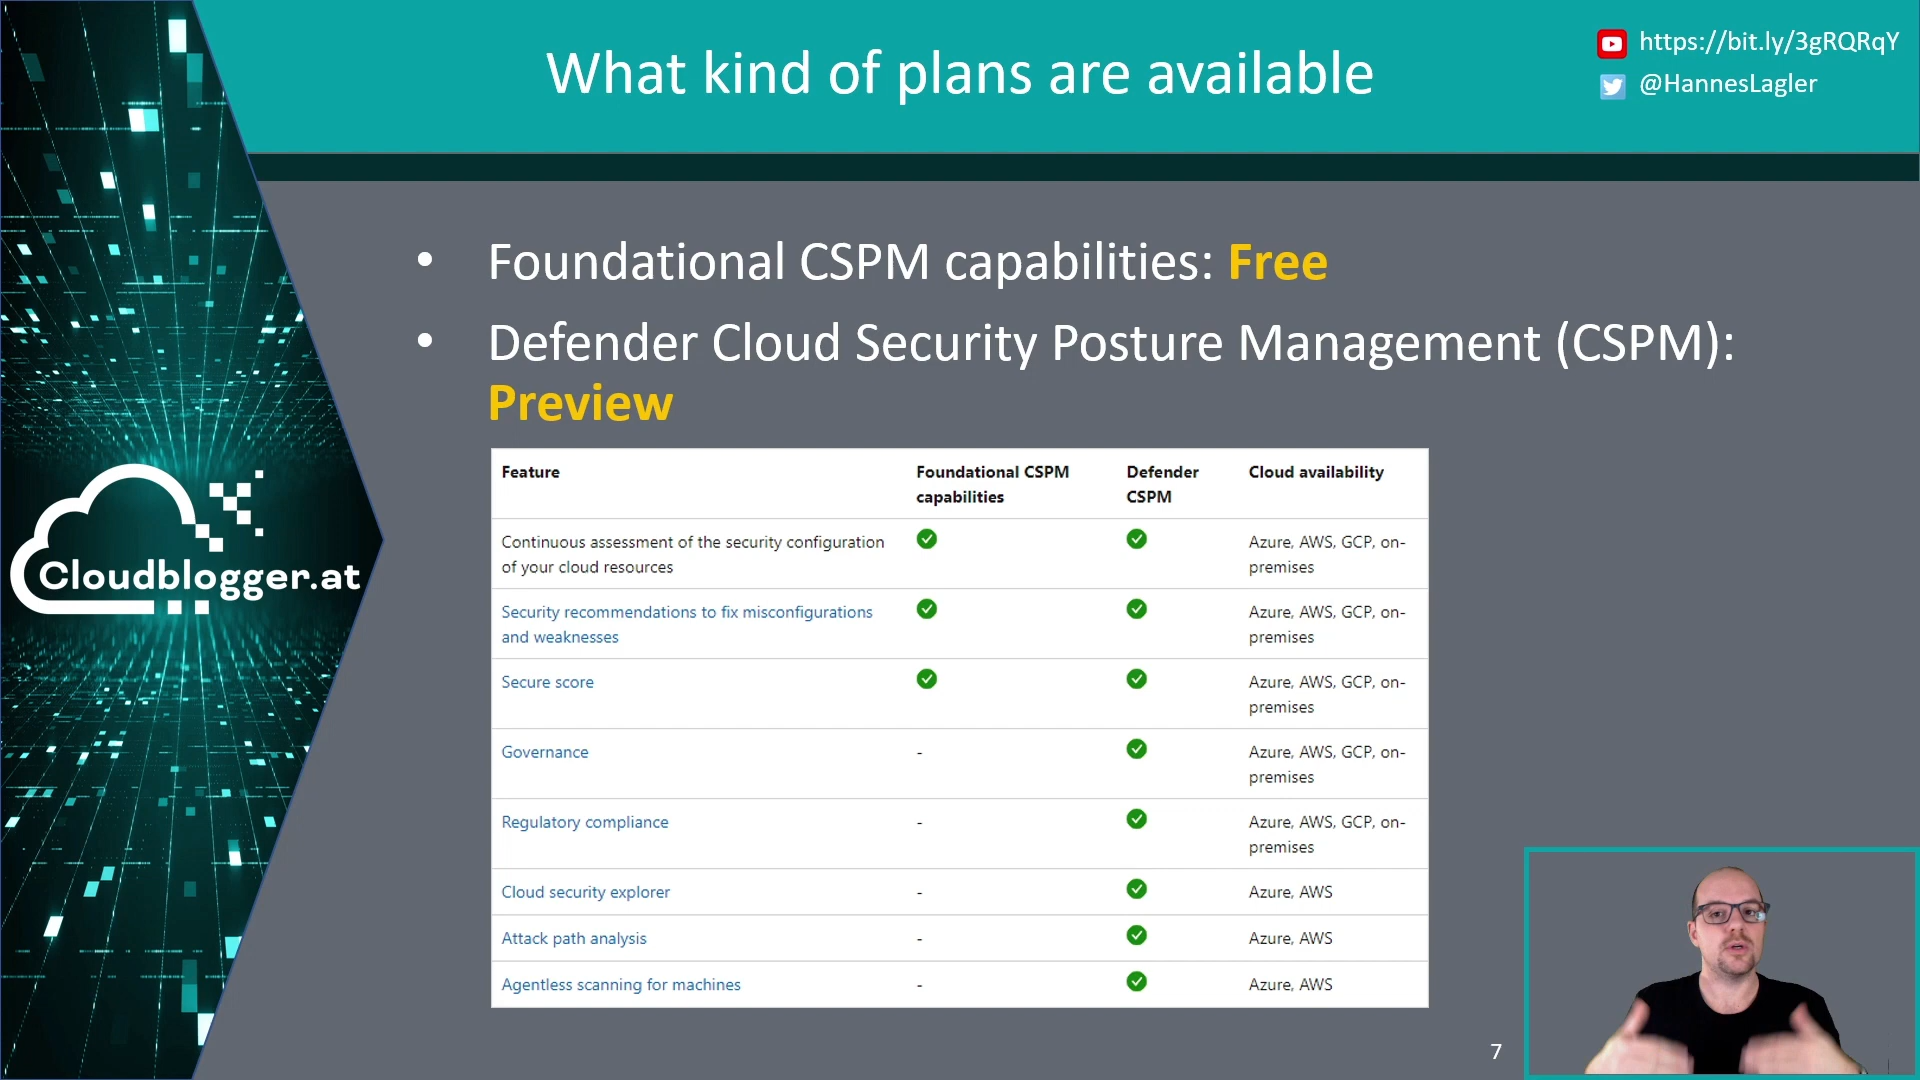 What kind of plans are available
https://bit.ly/3gRQRqY
@HannesLagler
• Foundational CSPM capabilities: Free
• Defender Cloud Security Posture Management (CSPM):
Preview
Feature Foundational CSPM capabilities Defender CSPM Cloud availability
Continuous assessment of the security configuration
of your cloud resources
Azure, AWS, GCP, on-
premises
Security recommendations to fix misconfigurations
and weaknesses
Azure, AWS, GCP, on-
premises
Secure score
Azure, AWS, GCP, on-
premises
Governance - Azure, AWS, GCP, on-
premises
Regulatory compliance - Azure, AWS, GCP, on-
premises
Cloud security explorer - Azure, AWS
Attack path analysis - Azure, AWS
Agentless scanning for machines - Azure, AWS
Cloudblogger.at
7